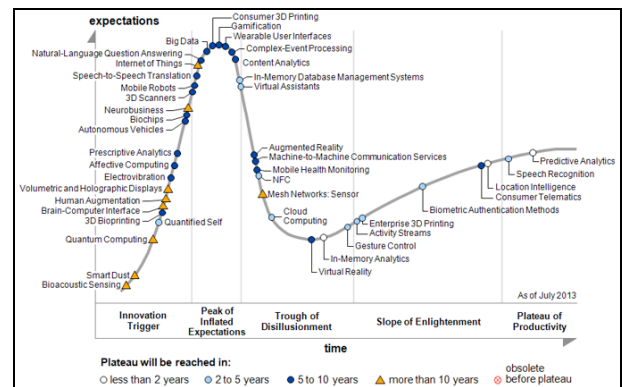 expectations
Consumer 3D Printing
Gamification
Wearable User Interfaces
Big Data
Complex-Event Processing
Natural-Language Question Answering
Content Analytics
Internet of Things
Speech-to-Speech Translation
In-Memory Database Management Systems
Mobile Robots
Virtual Assistants
3D Scanners
Neurobusiness
Biochips
Autonomous Vehicles
Augmented Reality
Prescriptive Analytics
Machine-to-Machine Communication Services
Predictive Analytics
Affective Computing
Mobile Health Monitoring
Speech Recognition
Electrovibration
NFC
Location Intelligence
Volumetric and Holographic Displays
Mesh Networks: Sensor
Consumer Telematics
Human Augmentation
Brain-Computer Interface
Biometric Authentication Methods
3D Bioprinting
Quantified Self
Cloud
Computing
Enterprise 3D Printing
Activity Streams
Quantum Computing
Gesture Control
In-Memory Analytics
Smart Dust
Virtual Reality
Bioacoustic Sensing
As of July 2013
Innovation
Trigger
Peak of
Inflated
Expectations
Trough of
Disillusionment
Slope of Enlightenment
Plateau of
Productivity
time
Plateau will be reached in:
less than 2 years
2 to 5 years
5 to 10 years
more than 10 years
obsolete
before plateau